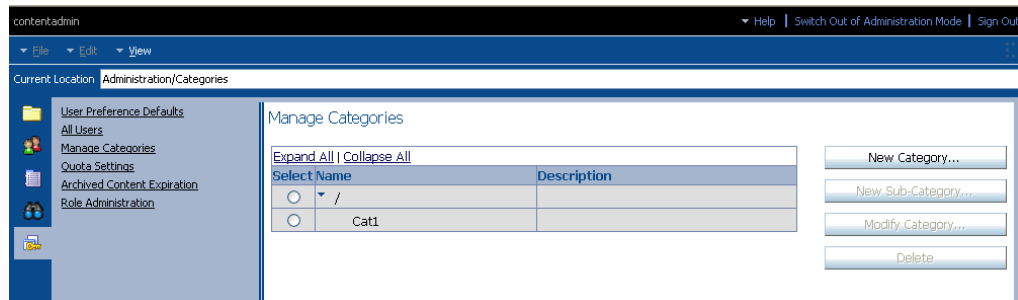 contentadmin
Help | Switch Out of Administration Mode | Sign Out
File Edit View
Current Location Administration/Categories
User Preference Defaults
All Users
Manage Categories
Quota Settings
Archived Content Expiration
Role Administration
Manage Categories
Expand All | Collapse All
Select Name Description
/
Cat1
New Category...
New Sub-Category...
Modify Category...
Delete